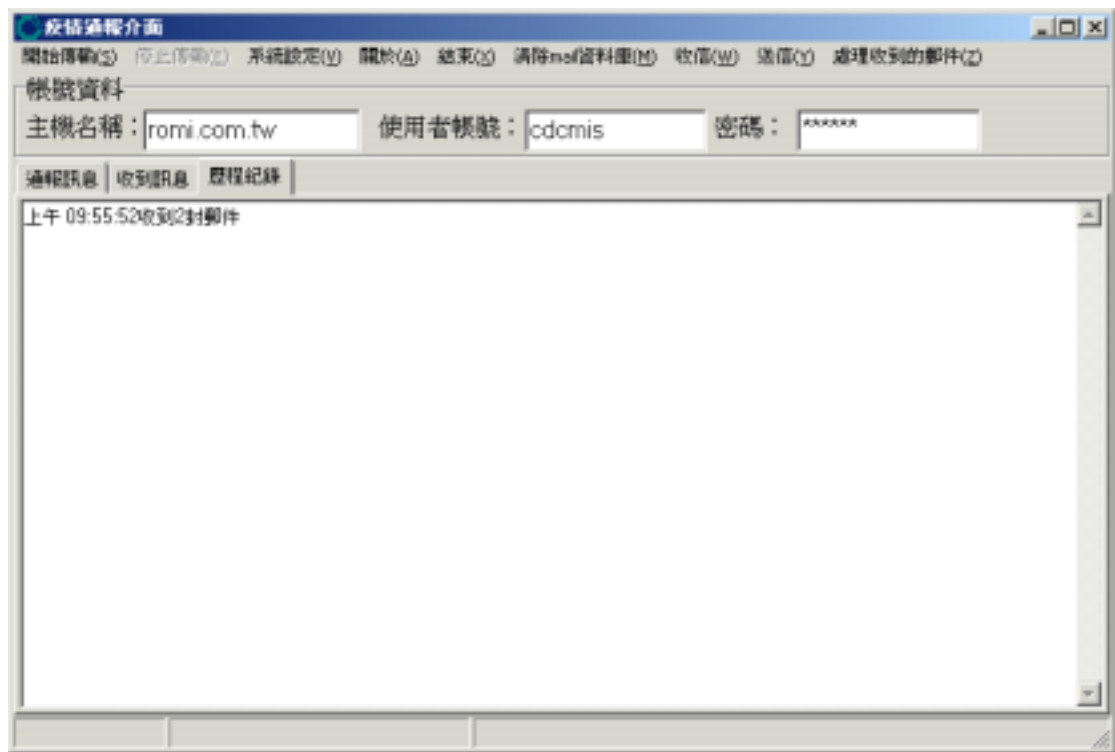 疫情通報介面
開始傳輸(S) 停止傳輸(E) 系統設定(V) 關於(A) 結束(X) 清除mail資料庫(M) 收信(W) 送信(Y) 處理收到的郵件(Z)
帳號資料
主機名稱：romi.com.tw 使用者帳號：cdcmis 密碼：******
通報訊息 收到訊息 歷程紀錄
上午 09:55:52收到2封郵件